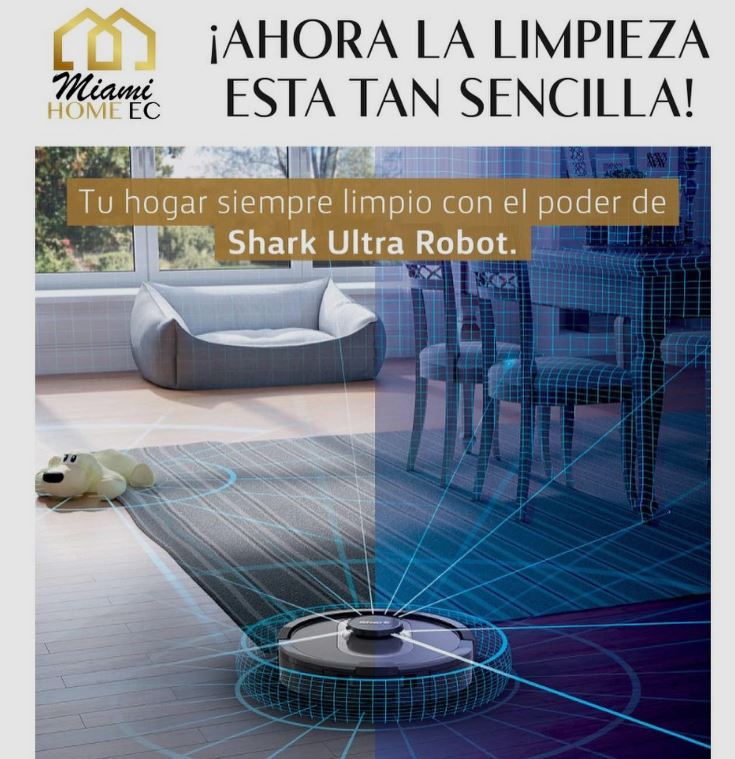 Miami
HOME EC
¡AHORA LA LIMPIEZA
ESTA TAN SENCILLA!
Tu hogar siempre limpio con el poder de
Shark Ultra Robot.
Shark